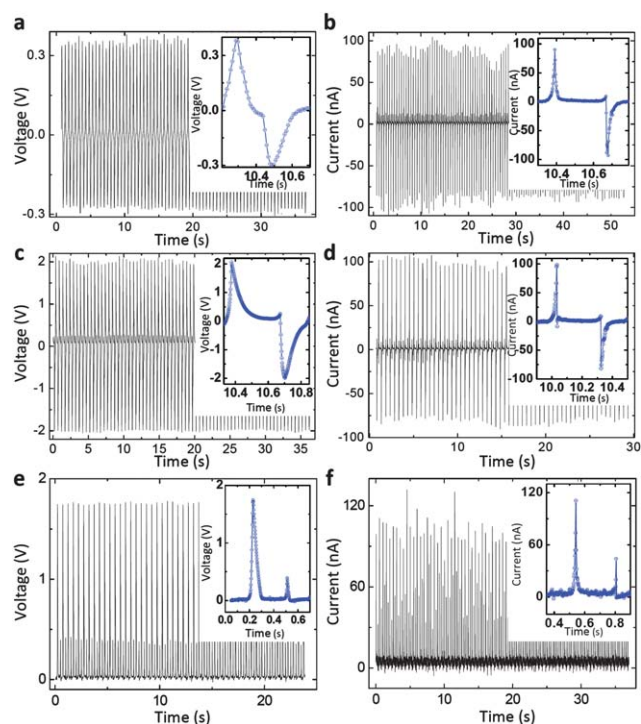 a
0.3
0.0
-0.3
Voltage (V)
0 10 20 30
Time (s)
0.3
0.0
-0.3
Voltage (V)
10.4 10.6
Time (s)
b
100
50
0
-50
-100
Current (nA)
0 10 20 30 40 50
Time (s)
100
50
0
-50
-100
Current (nA)
10.4 10.6
Time (s)
c
2
1
0
-1
-2
Voltage (V)
0 5 10 15 20 25 30 35
Time (s)
2
1
0
-1
-2
Voltage (V)
10.4 10.6 10.8
Time (s)
d
100
50
0
-50
-100
Current (nA)
0 10 20 30
Time (s)
100
50
0
-50
-100
Current (nA)
10.0 10.2 10.4
Time (s)
e
2
1
0
Voltage (V)
0 10 20
Time (s)
2
1
0
Voltage (V)
0.0 0.2 0.4 0.6
Time (s)
f
120
90
60
30
0
Current (nA)
0 10 20 30
Time (s)
120
60
0
Current (nA)
0.4 0.6 0.8
Time (s)